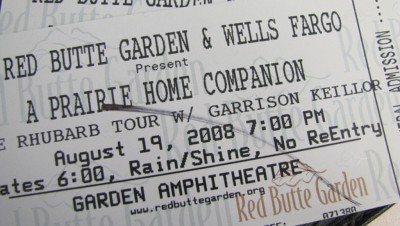 RED BUTTE GARDEN & WELLS FARGO
Present
A PRAIRIE HOME COMPANION
E RHUBARB TOUR W/ GARRISON KEILLOR
August 19, 2008 7:00 PM
ates 6:00, Rain/Shine, No ReEntry
GARDEN AMPHITHEATRE
www.redbuttegarden.org
Red Butte Garden
ADMISSION